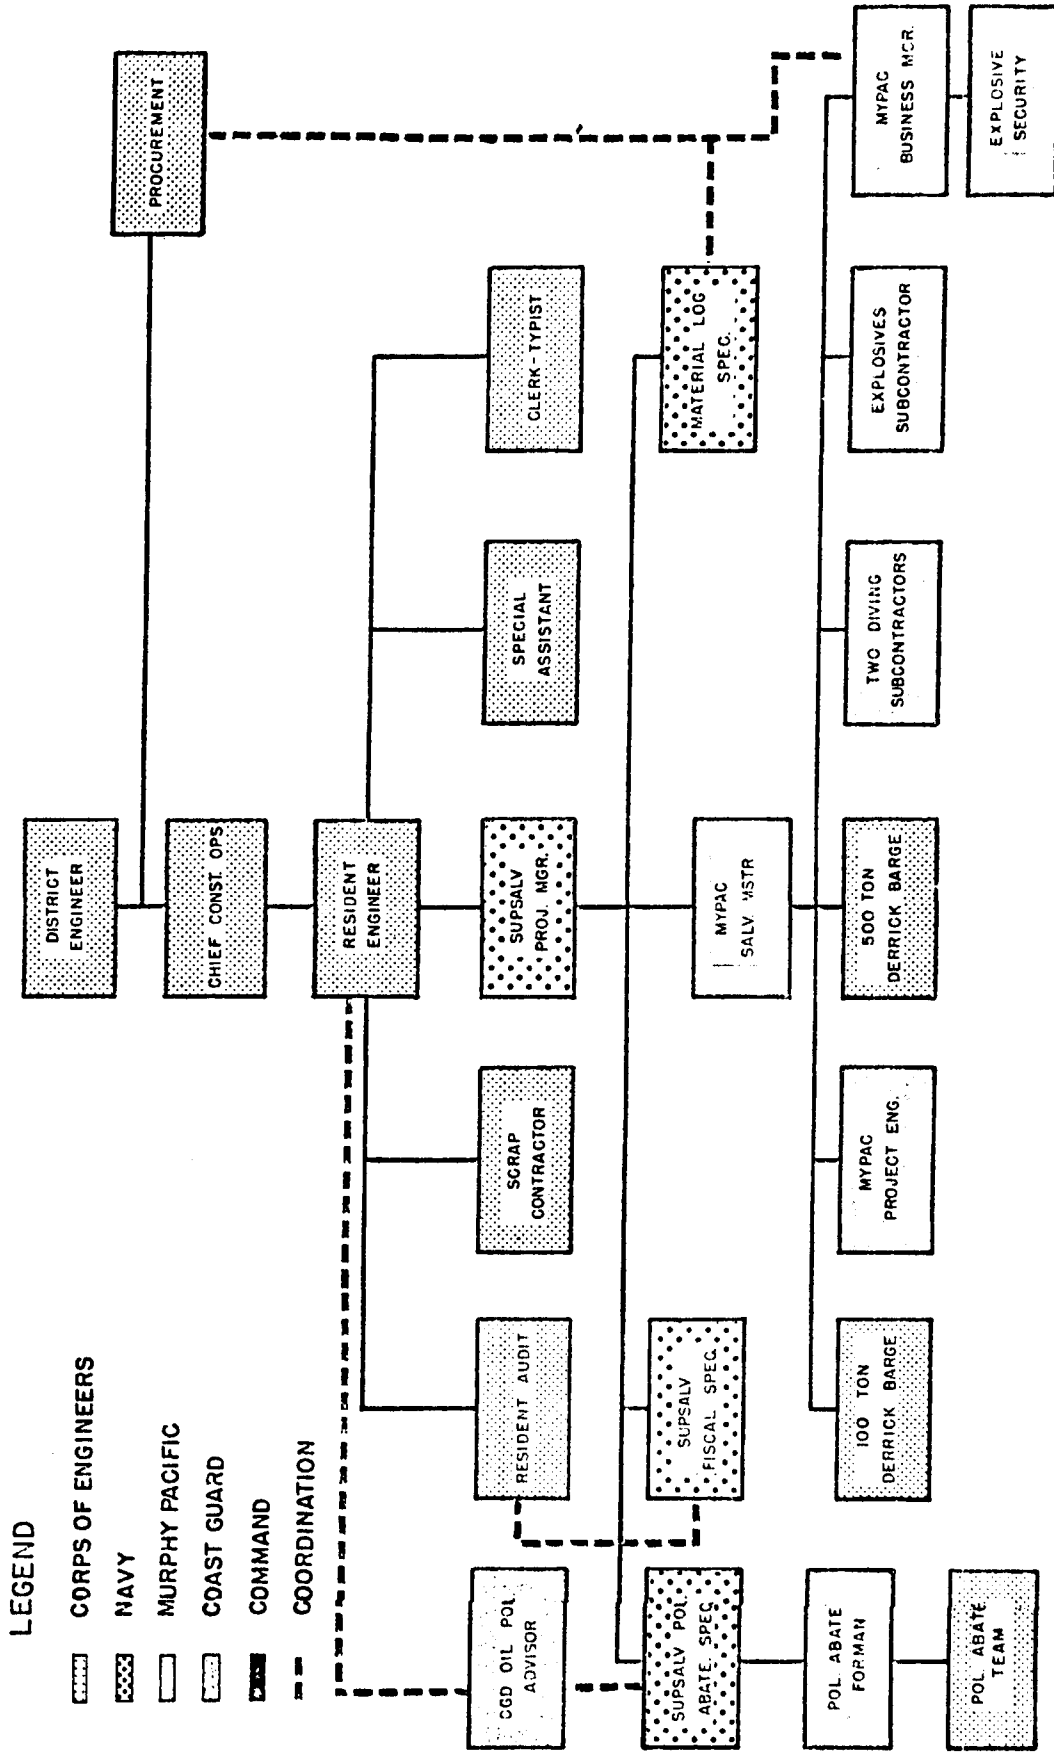 LEGEND
CORPS OF ENGINEERS
NAVY
MURPHY PACIFIC
COAST GUARD
COMMAND
COORDINATION
DISTRICT
ENGINEER
PROCUREMENT
CHIEF CONST OPS
RESIDENT
ENGINEER
RESIDENT AUDIT
SCRAP
CONTRACTOR
SUPSALV
PROJ. MGR.
SPECIAL
ASSISTANT
CLERK-TYPIST
CGD OIL POL
ADVISOR
SUPSALV POL.
ABATE. SPEC.
SUPSALV
FISCAL SPEC.
MATERIAL LOG
SPEC.
MYPAC
SALV. MSTR
POL ABATE
FORMAN
100 TON
DERRICK BARGE
MYPAC
PROJECT ENG.
500 TON
DERRICK BARGE
TWO DIVING
SUBCONTRACTORS
EXPLOSIVES
SUBCONTRACTOR
MYPAC
BUSINESS MGR.
POL. ABATE
TEAM
EXPLOSIVE
SECURITY